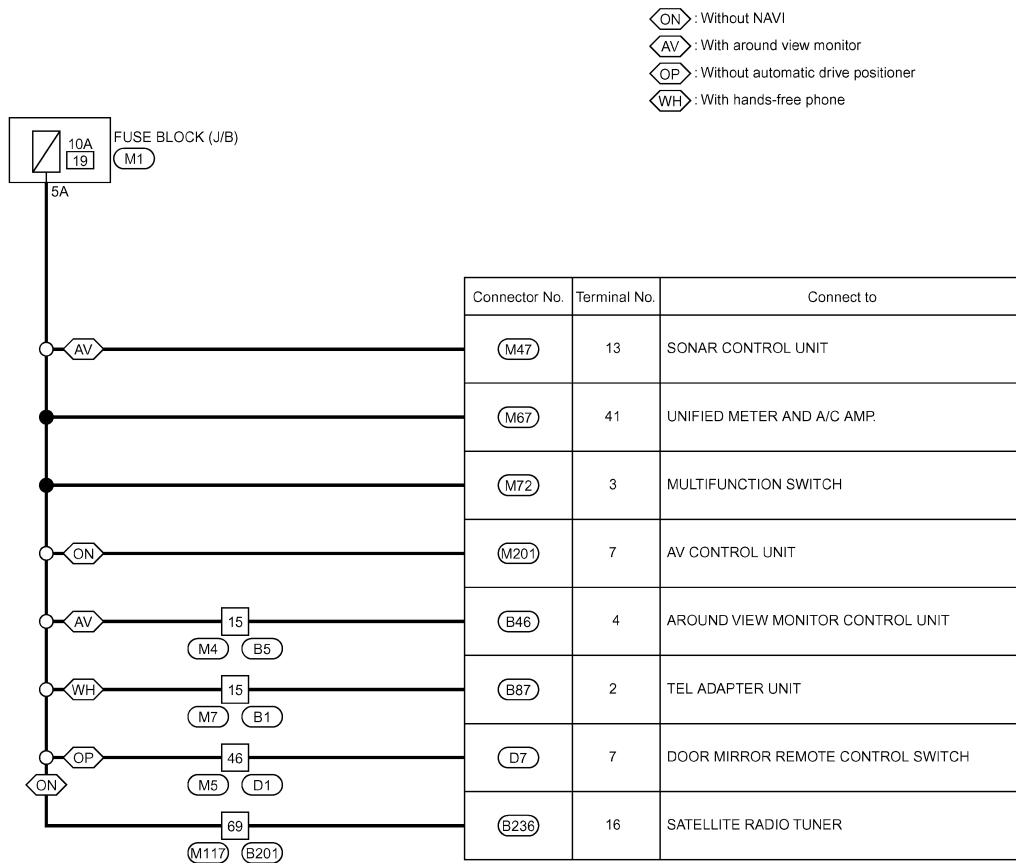 ON : Without NAVI
AV : With around view monitor
OP : Without automatic drive positioner
WH : With hands-free phone
10A
19
FUSE BLOCK (J/B)
M1
5A
Connector No. Terminal No. Connect to
AV M47 13 SONAR CONTROL UNIT
M67 41 UNIFIED METER AND A/C AMP.
M72 3 MULTIFUNCTION SWITCH
ON M201 7 AV CONTROL UNIT
AV 15 B46 4 AROUND VIEW MONITOR CONTROL UNIT
M4 B5
WH 15 B87 2 TEL ADAPTER UNIT
M7 B1
OP 46 D7 7 DOOR MIRROR REMOTE CONTROL SWITCH
ON M5 D1
69 B236 16 SATELLITE RADIO TUNER
M117 B201